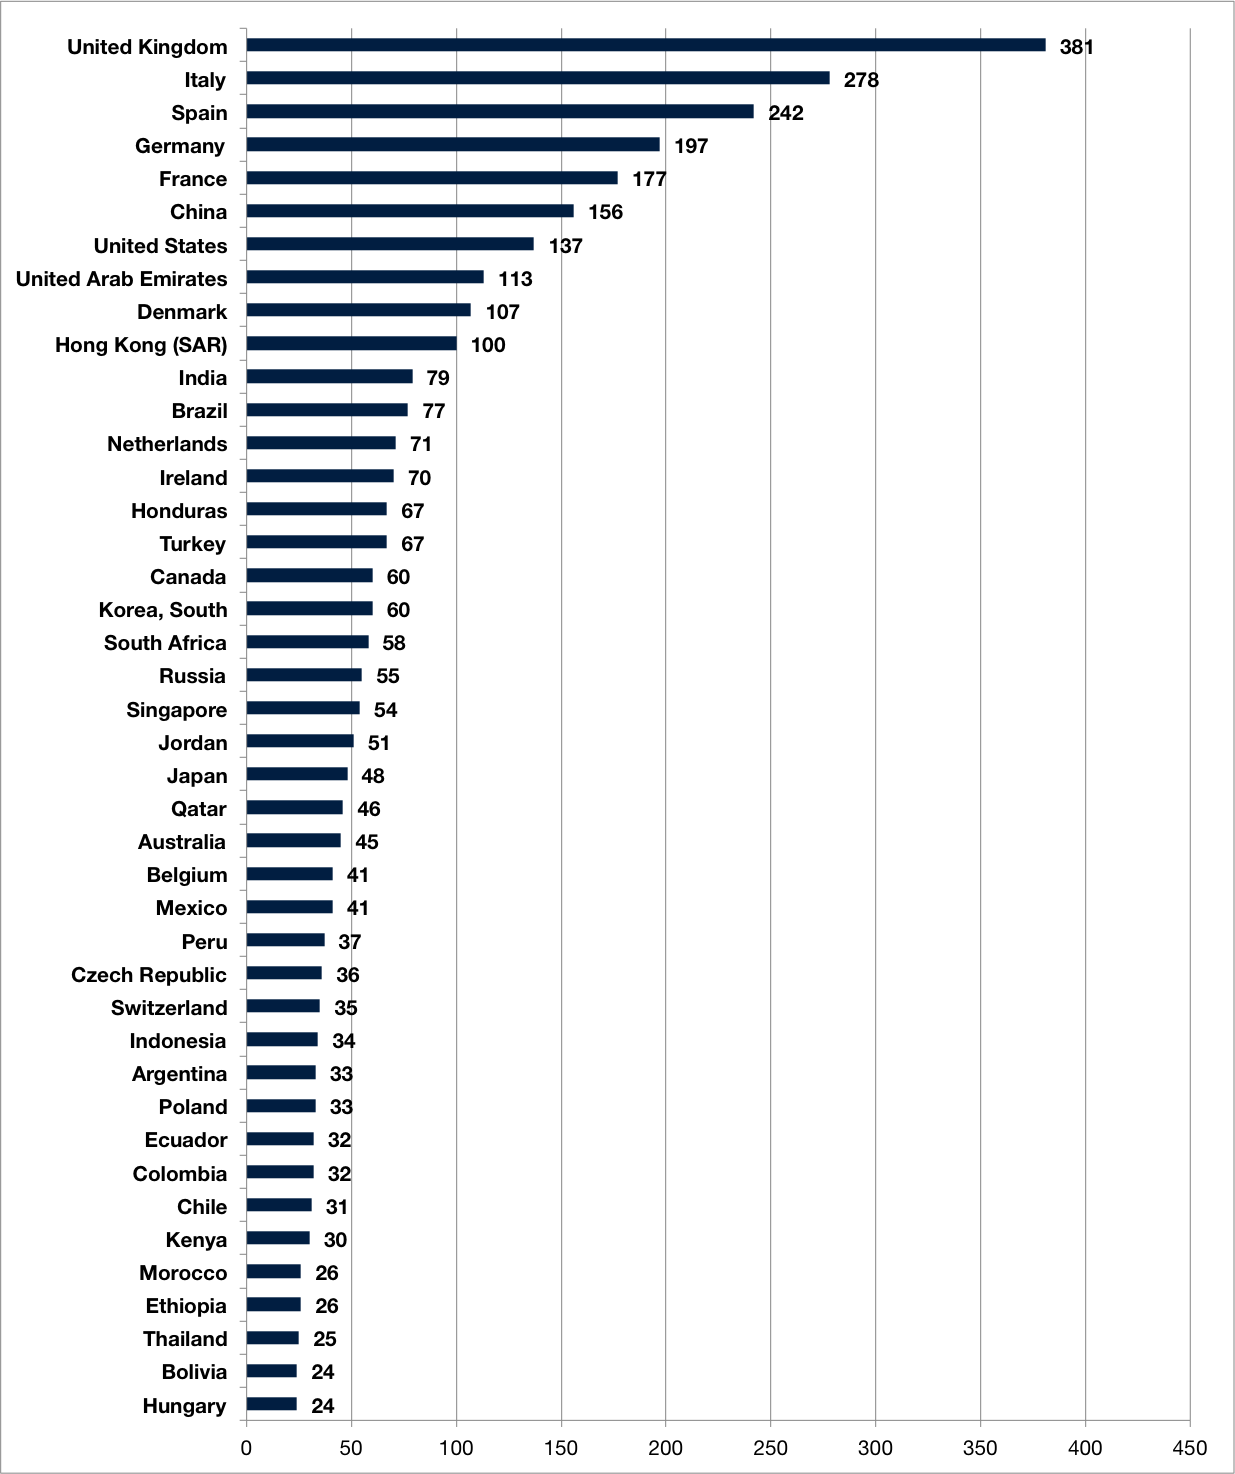 United Kingdom 381
Italy 278
Spain 242
Germany 197
France 177
China 156
United States 137
United Arab Emirates 113
Denmark 107
Hong Kong (SAR) 100
India 79
Brazil 77
Netherlands 71
Ireland 70
Honduras 67
Turkey 67
Canada 60
Korea, South 60
South Africa 58
Russia 55
Singapore 54
Jordan 51
Japan 48
Qatar 46
Australia 45
Belgium 41
Mexico 41
Peru 37
Czech Republic 36
Switzerland 35
Indonesia 34
Argentina 33
Poland 33
Ecuador 32
Colombia 32
Chile 31
Kenya 30
Morocco 26
Ethiopia 26
Thailand 25
Bolivia 24
Hungary 24
0 50 100 150 200 250 300 350 400 450